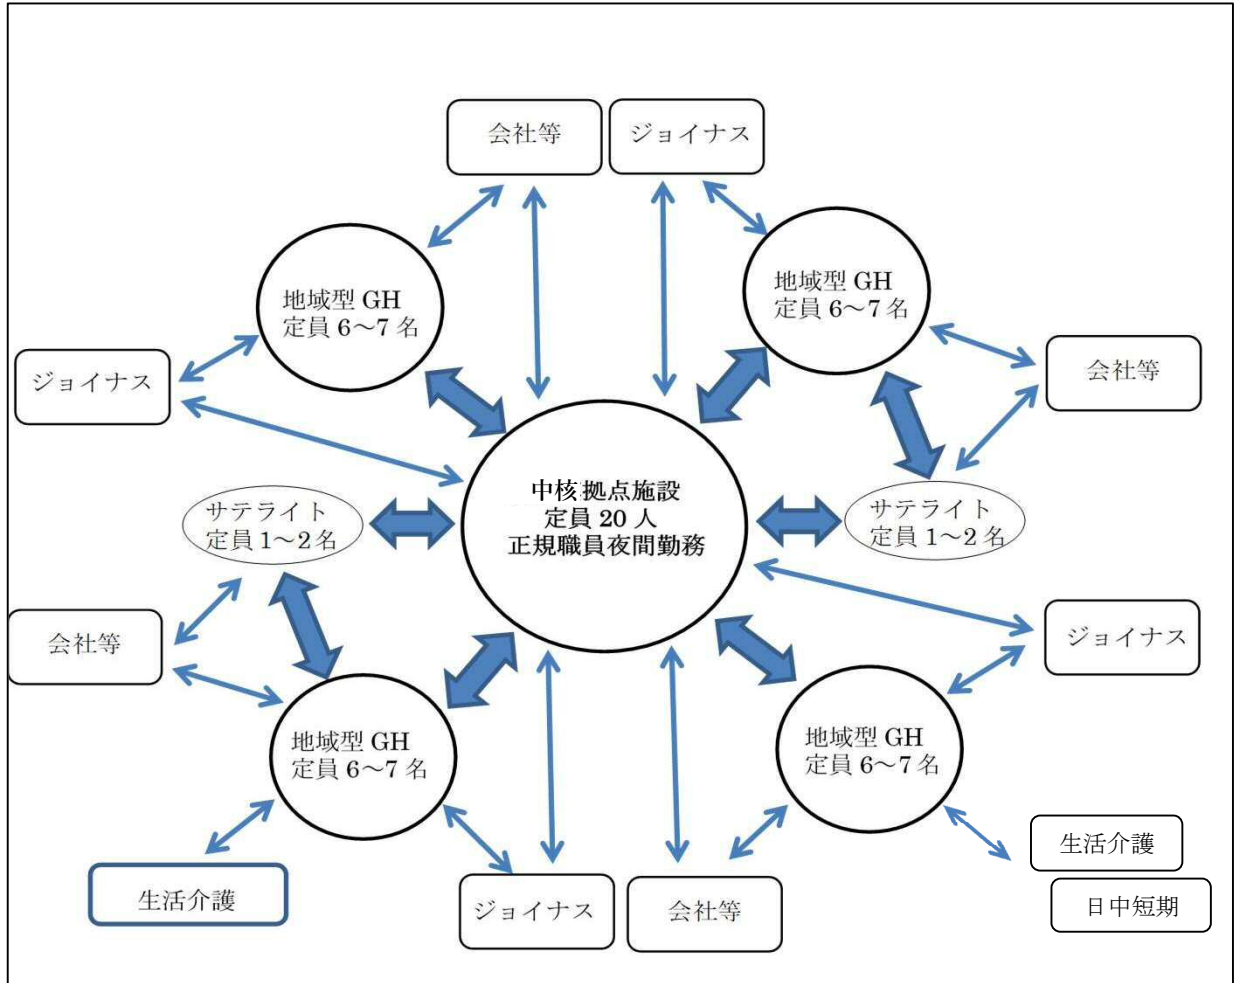 会社等
ジョイナス
地域型 GH
定員 6～7 名
地域型 GH
定員 6～7 名
ジョイナス
会社等
中核拠点施設
定員 20 人
正規職員夜間勤務
サテライト
定員 1～2 名
サテライト
定員 1～2 名
会社等
ジョイナス
地域型 GH
定員 6～7 名
地域型 GH
定員 6～7 名
生活介護
ジョイナス
会社等
生活介護
日中短期